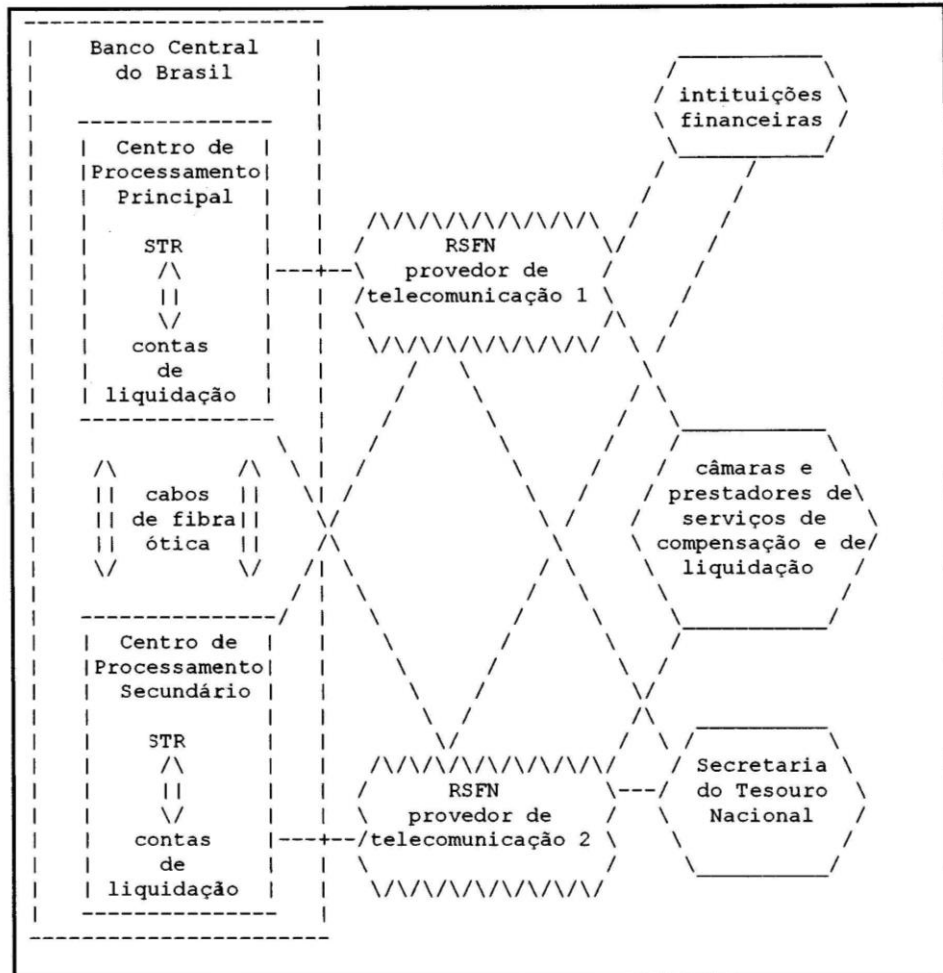 Banco Central
do Brasil
intituições
financeiras
Centro de
Processamento
Principal
STR
contas
de
liquidação
RSFN
provedor de
telecomunicação 1
cabos
de fibra
ótica
câmaras e
prestadores de
serviços de
compensação e de
liquidação
Centro de
Processamento
Secundário
STR
contas
de
liquidação
RSFN
provedor de
telecomunicação 2
Secretaria
do Tesouro
Nacional